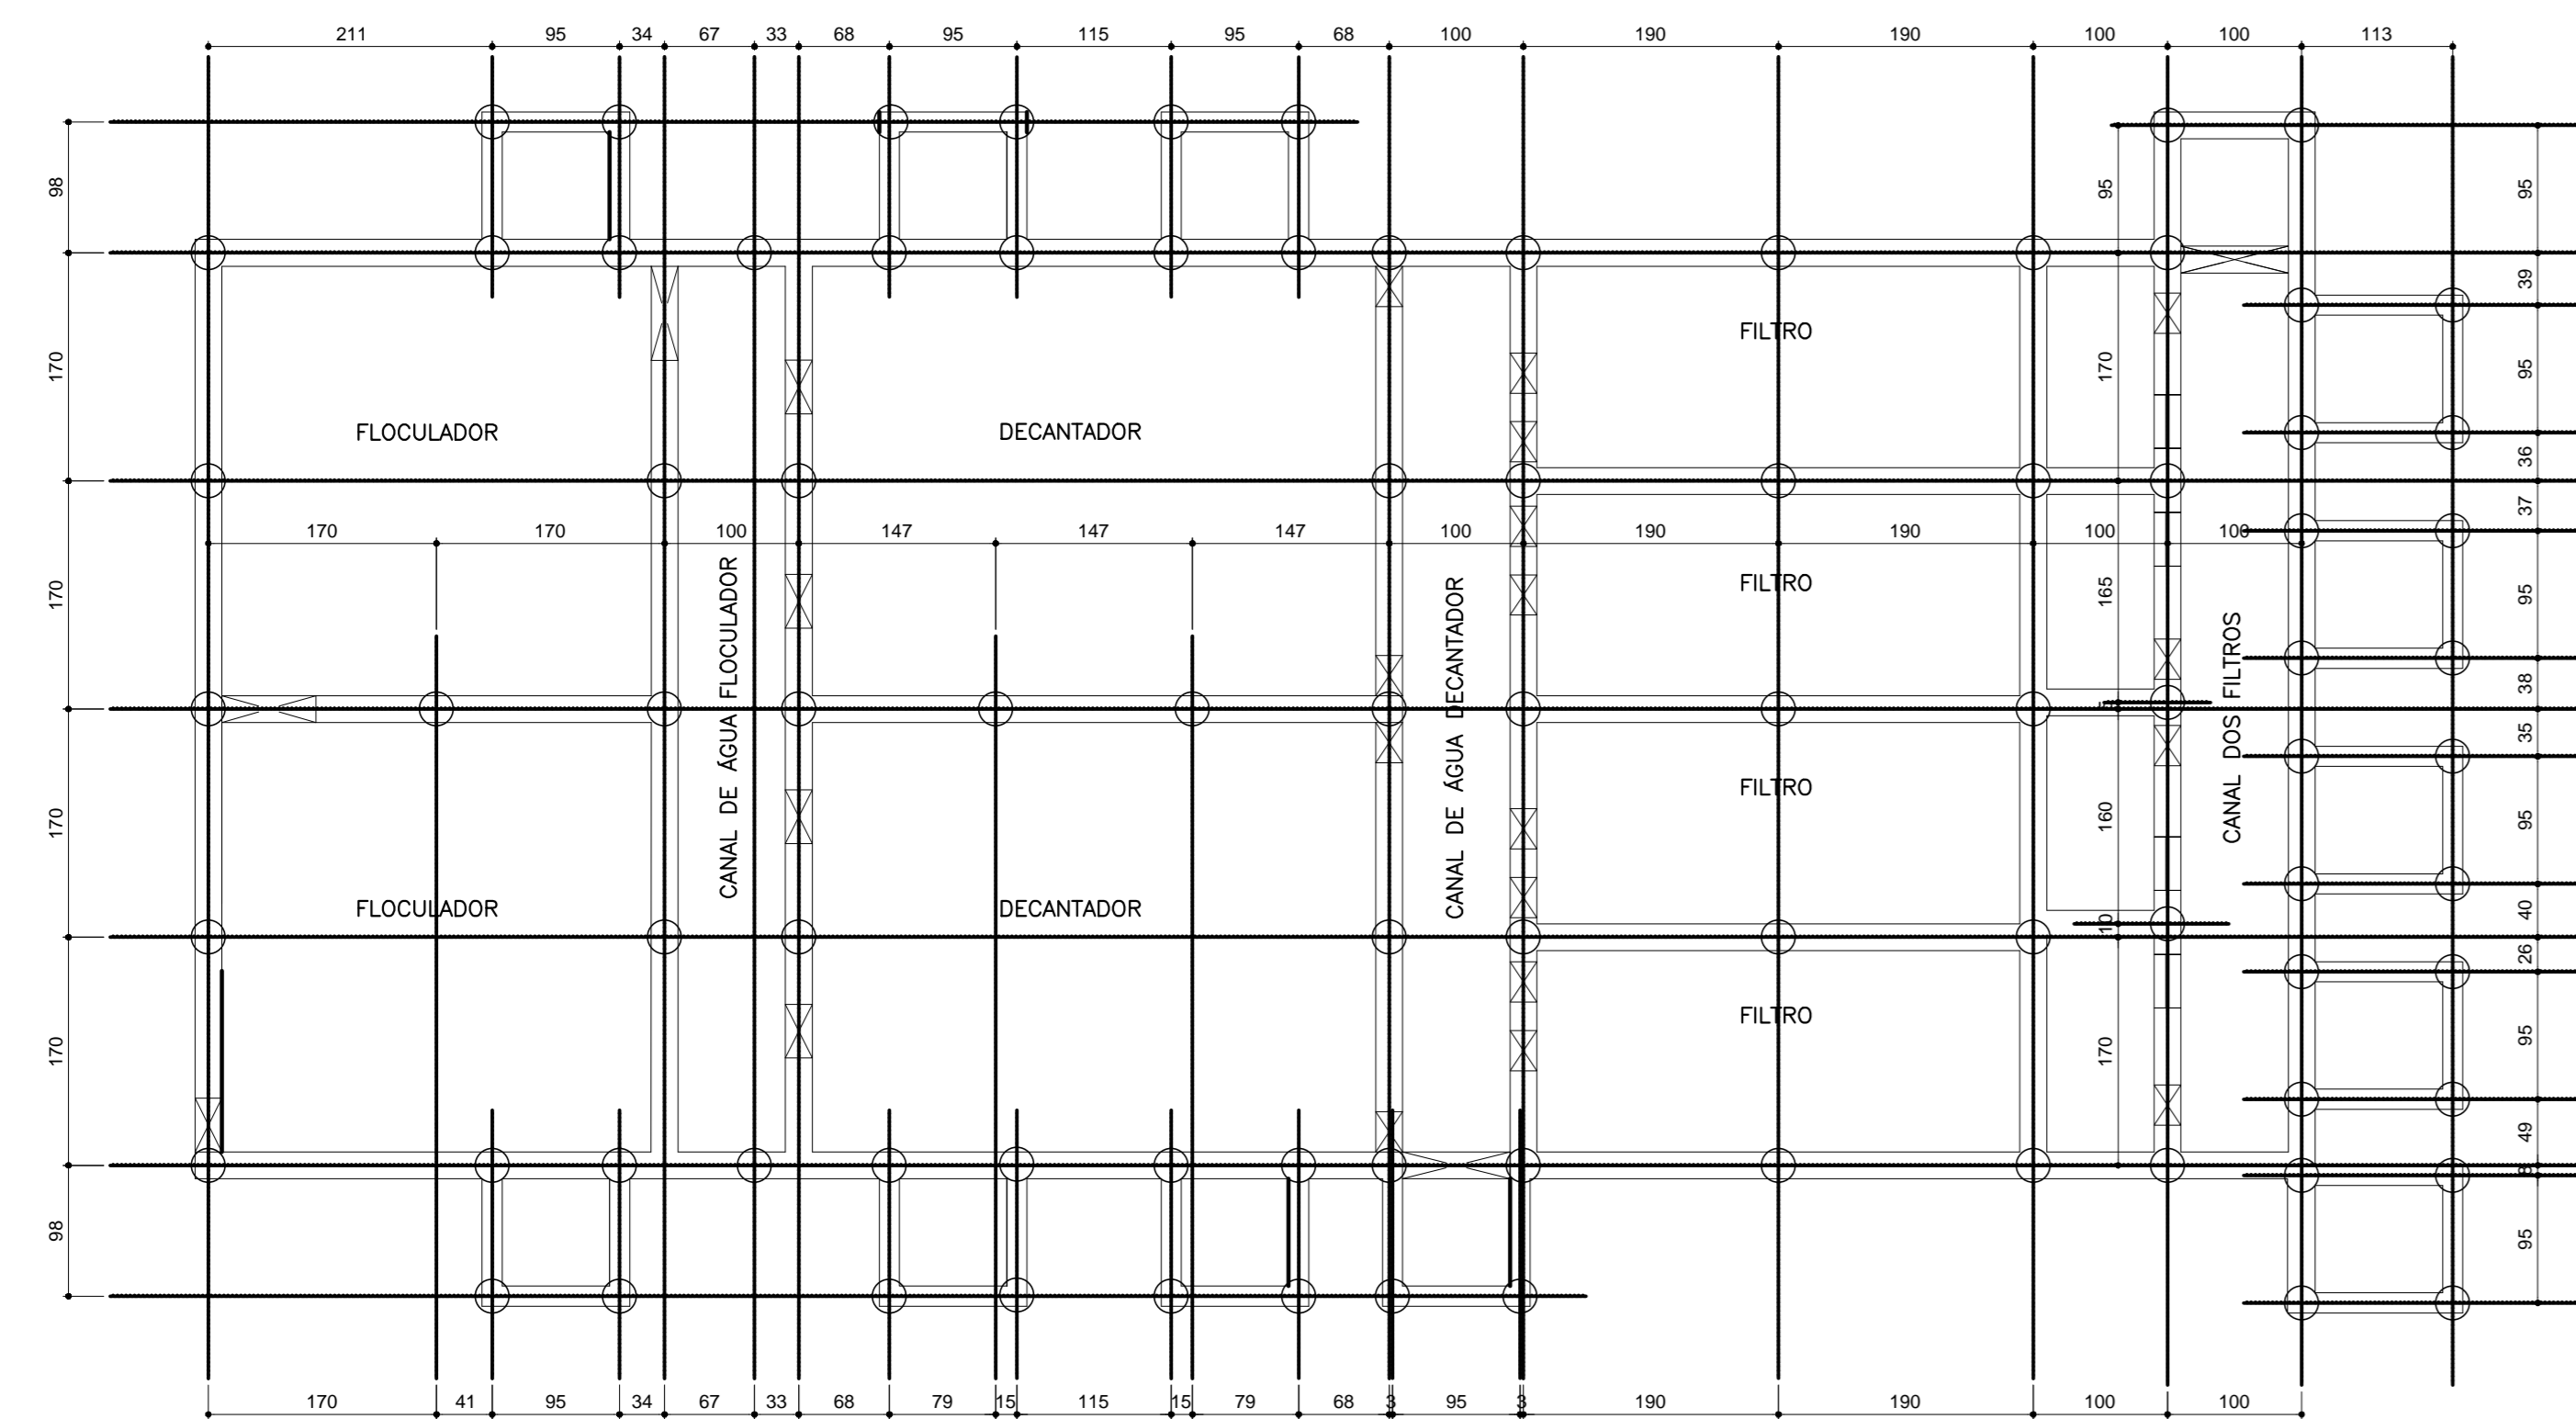 211 95 34 67 33 68 95 115 95 68 100 190 190 100 100 113
98
170
170
170
170
98
95
170
165
5
160
10
170
95
39
95
36
37
95
38
35
95
40
26
95
49
8
95
FILTRO
FLOCULADOR
DECANTADOR
170 170 100 147 147 147 100 190 190 100 100
FILTRO
CANAL DE ÁGUA FLOCULADOR
CANAL DE ÁGUA DECANTADOR
CANAL DOS FILTROS
FILTRO
FLOCULADOR
DECANTADOR
FILTRO
170 41 95 34 67 33 68 79 15 115 15 79 68 3 95 3 190 190 100 100